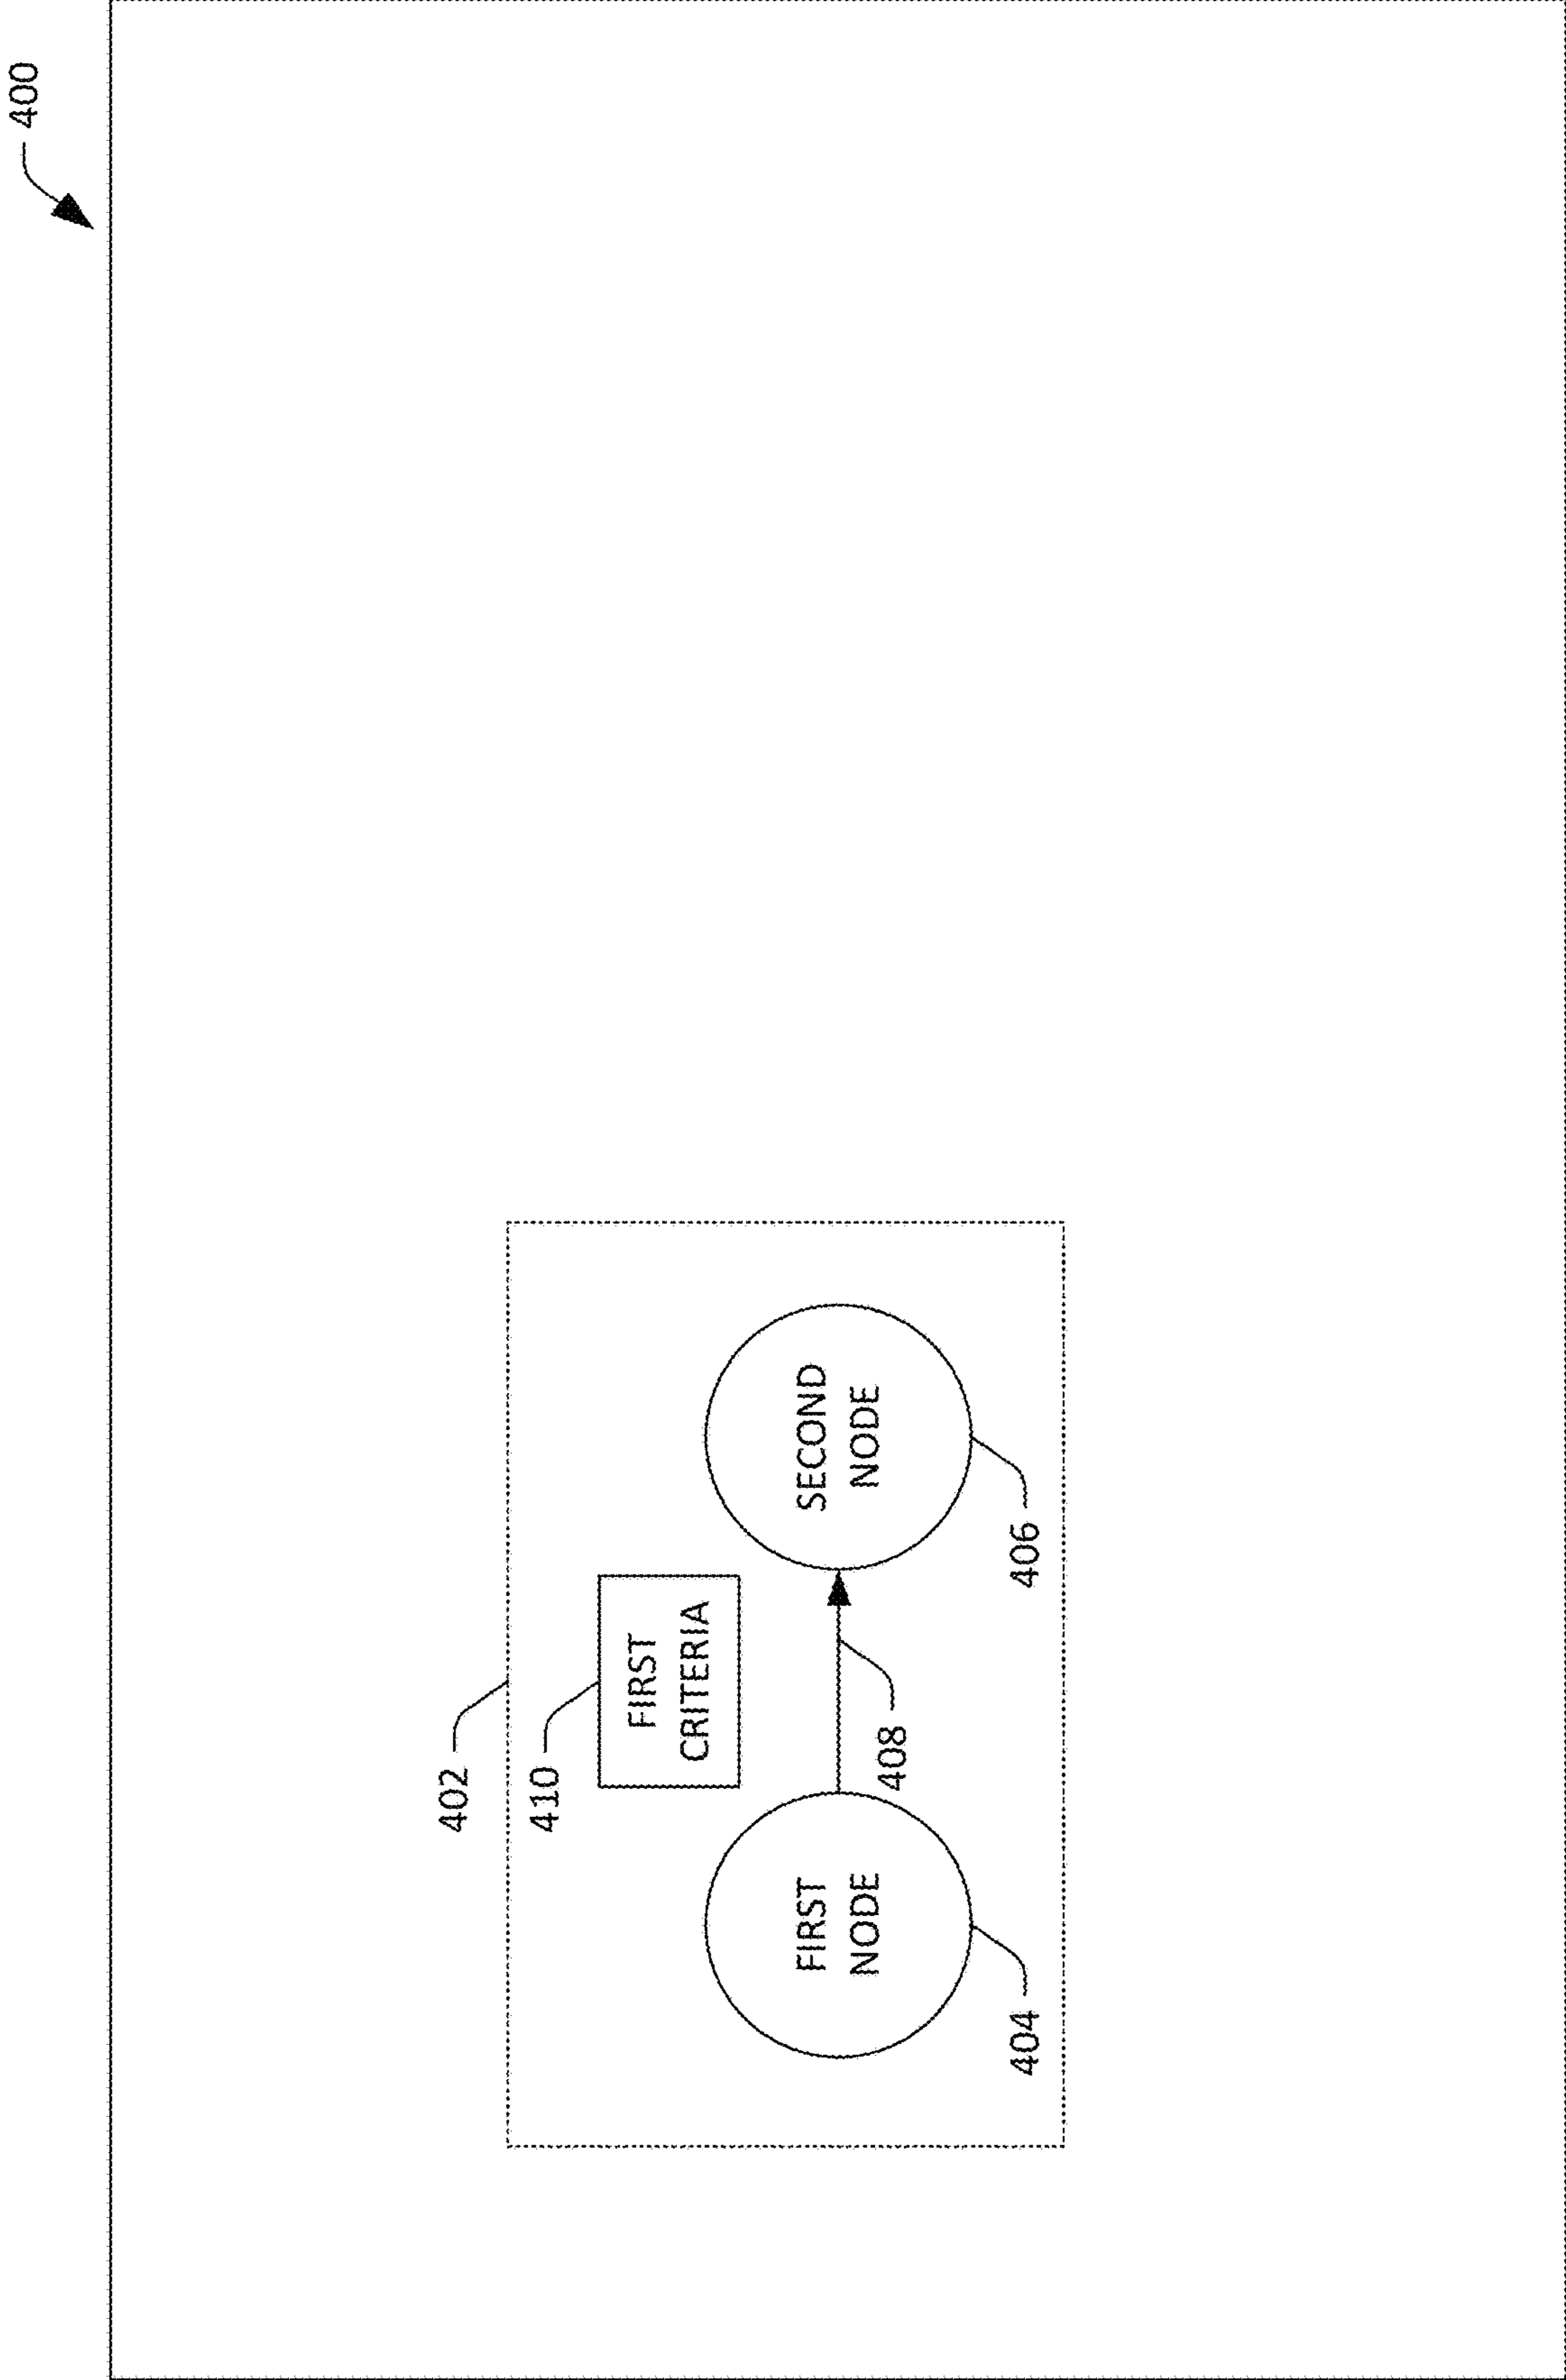 400
402
410
FIRST
CRITERIA
FIRST
NODE
SECOND
NODE
408
404
406